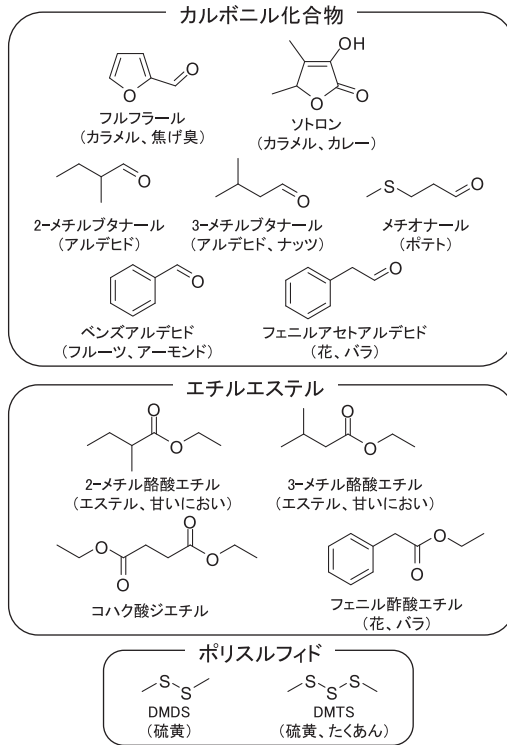 カルボニル化合物
O
O
フルフラール
(カラメル、焦げ臭)
OH
O
O
ソトロン
(カラメル、カレー)
O
2-メチルブタナール
(アルデヒド)
O
3-メチルブタナール
(アルデヒド、ナッツ)
S
O
メチオナール
(ポテト)
O
ベンズアルデヒド
(フルーツ、アーモンド)
O
フェニルアセトアルデヒド
(花、バラ)
エチルエステル
O
O
2-メチル酪酸エチル
(エステル、甘いにおい)
O
O
3-メチル酪酸エチル
(エステル、甘いにおい)
O
O
O
O
コハク酸ジエチル
O
O
フェニル酢酸エチル
(花、バラ)
ポリスルフィド
S
S
DMDS
(硫黄)
S
S
S
DMTS
(硫黄、たくあん)